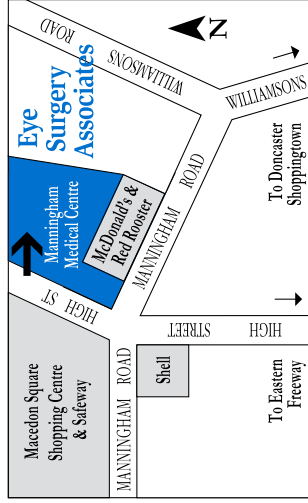 N
ROAD
WILLIAMSONS
WILLIAMSONS
Eye
Surgery
Associates
Manningham
Medical Centre
McDonald's &
Red Rooster
MANNINGHAM ROAD
To Doncaster
Shoppingtown
HIGH ST
HIGH STREET
Macedon Square
Shopping Centre
& Safeway
MANNINGHAM ROAD
Shell
To Eastern
Freeway